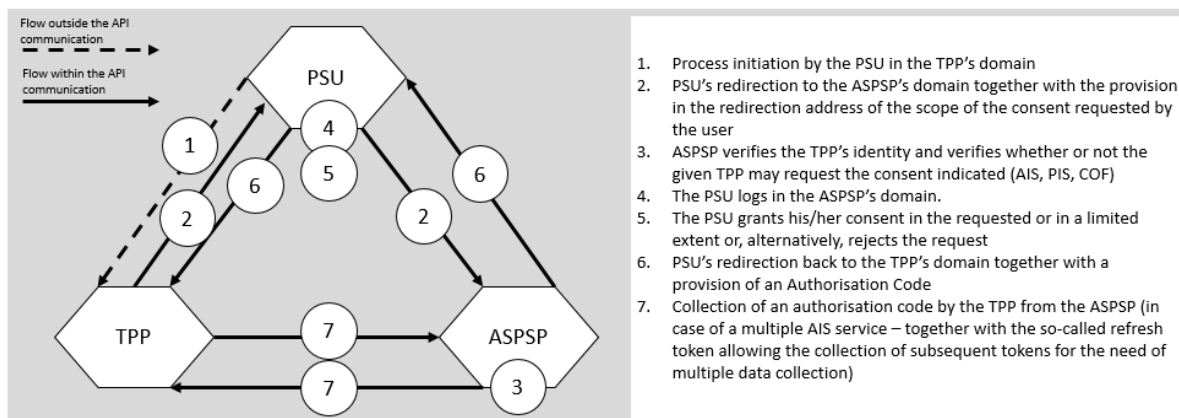 Flow outside the API
communication
Flow within the API
communication
PSU
4
5
1
2
6
2
6
TPP
ASPSP
7
7
3
1. Process initiation by the PSU in the TPP's domain
2. PSU's redirection to the ASPSP's domain together with the provision
in the redirection address of the scope of the consent requested by
the user
3. ASPSP verifies the TPP's identity and verifies whether or not the
given TPP may request the consent indicated (AIS, PIS, COF)
4. The PSU logs in the ASPSP's domain.
5. The PSU grants his/her consent in the requested or in a limited
extent or, alternatively, rejects the request
6. PSU's redirection back to the TPP's domain together with a
provision of an Authorisation Code
7. Collection of an authorisation code by the TPP from the ASPSP (in
case of a multiple AIS service – together with the so-called refresh
token allowing the collection of subsequent tokens for the need of
multiple data collection)